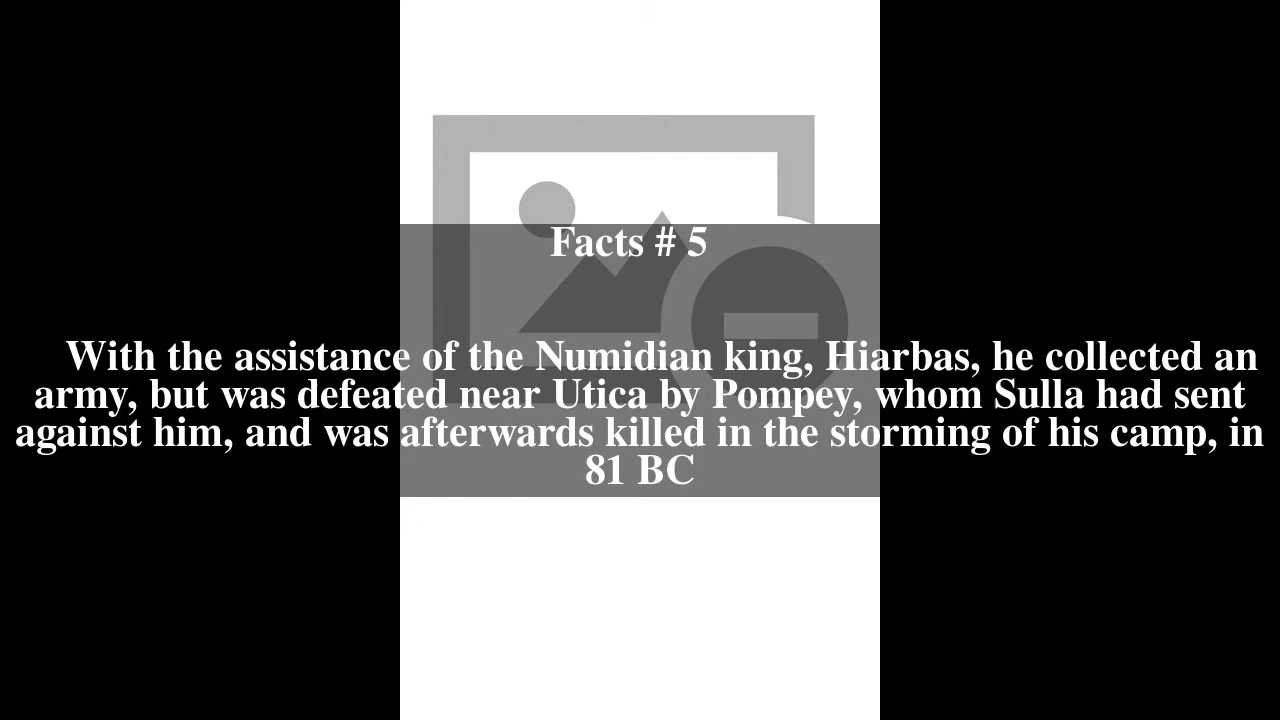 Facts # 5
With the assistance of the Numidian king, Hiarbas, he collected an
army, but was defeated near Utica by Pompey, whom Sulla had sent
against him, and was afterwards killed in the storming of his camp, in
81 BC